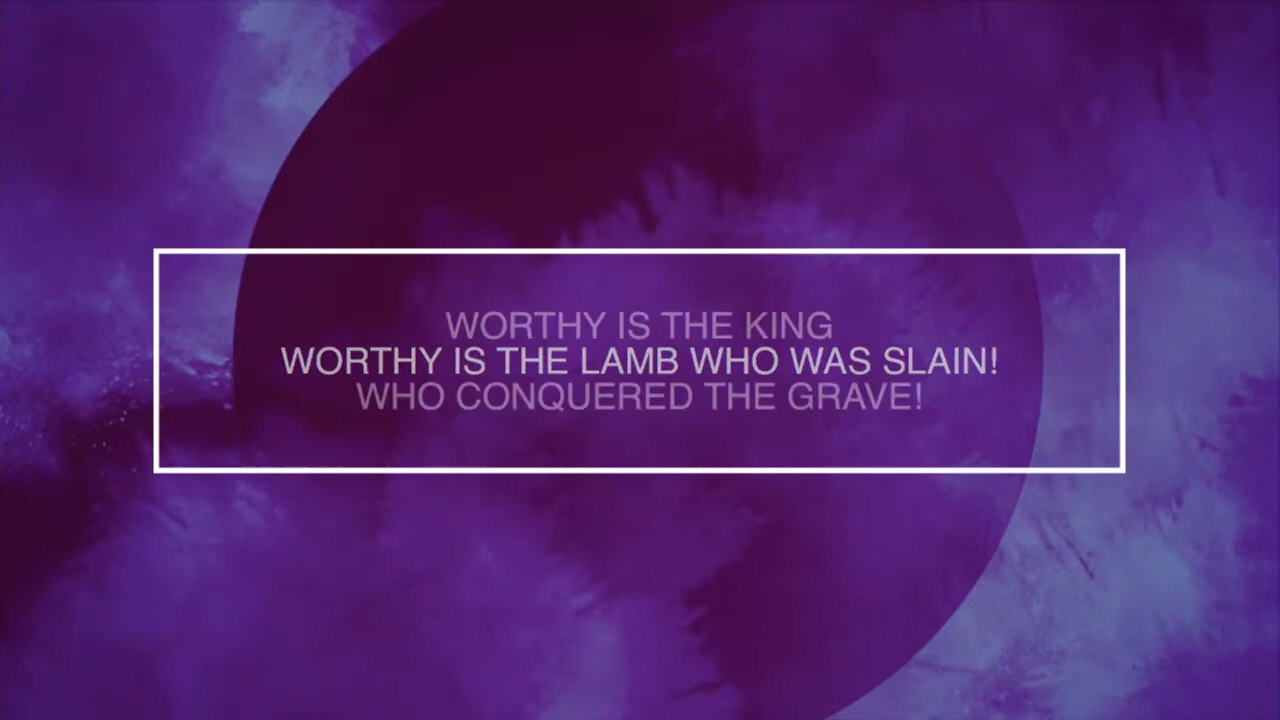 WORTHY IS THE KING
WORTHY IS THE LAMB WHO WAS SLAIN!
WHO CONQUERED THE GRAVE!